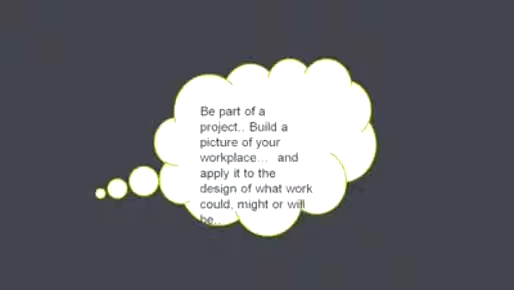 Be part of a
project.. Build a
picture of your
workplace...  and
apply it to the
design of what work
could, might or will
be..